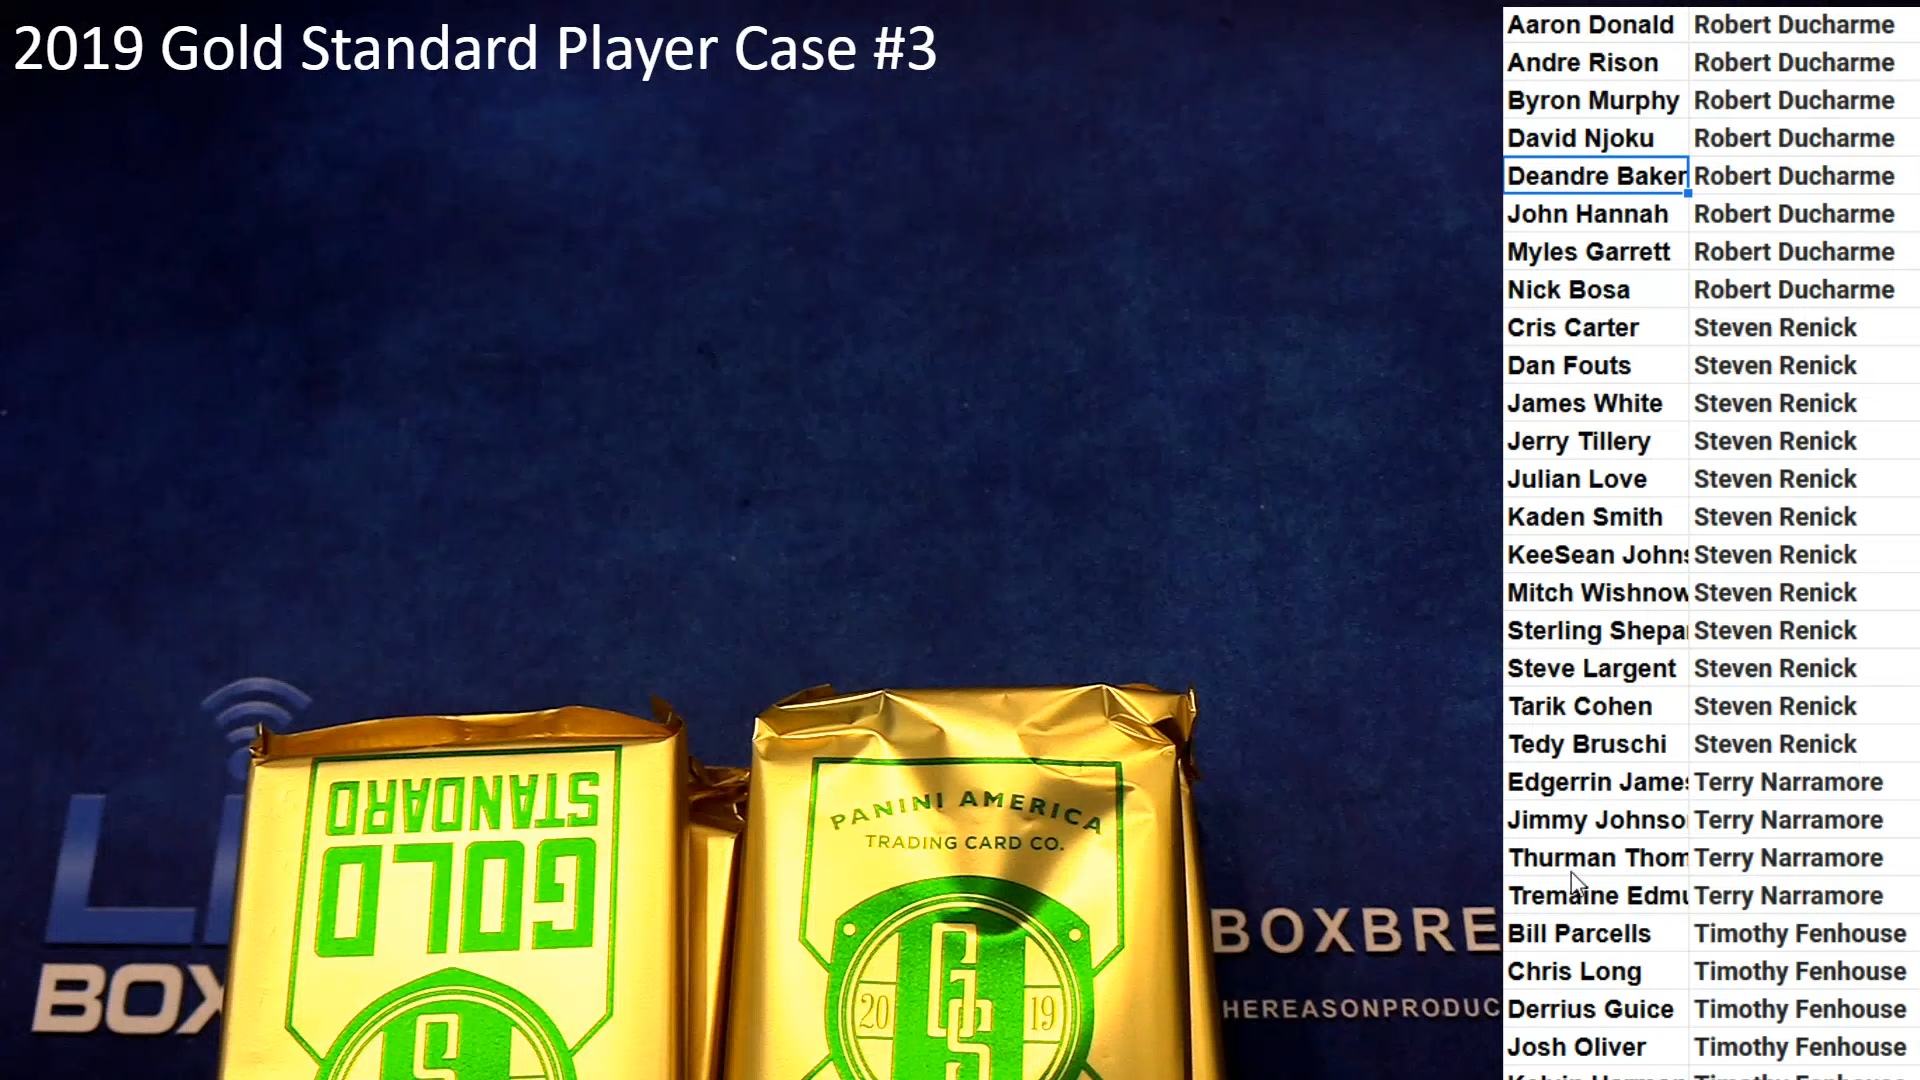 2019 Gold Standard Player Case #3
Aaron Donald Robert Ducharme
Andre Rison Robert Ducharme
Byron Murphy Robert Ducharme
David Njoku Robert Ducharme
Deandre Baker Robert Ducharme
John Hannah Robert Ducharme
Myles Garrett Robert Ducharme
Nick Bosa Robert Ducharme
Cris Carter Steven Renick
Dan Fouts Steven Renick
James White Steven Renick
Jerry Tillery Steven Renick
Julian Love Steven Renick
Kaden Smith Steven Renick
KeeSean Johns Steven Renick
Mitch Wishnow Steven Renick
Sterling Shepa Steven Renick
Steve Largent Steven Renick
Tarik Cohen Steven Renick
Tedy Bruschi Steven Renick
Edgerrin James Terry Narramore
Jimmy Johnso Terry Narramore
Thurman Thom Terry Narramore
Tremaine Edmu Terry Narramore
Bill Parcells Timothy Fenhouse
Chris Long Timothy Fenhouse
Derrius Guice Timothy Fenhouse
Josh Oliver Timothy Fenhouse
GOLD
STANDARD
PANINI AMERICA
TRADING CARD CO.
20 GS 19
LI
BOX
BOXBRE
HEREASONPRODUC